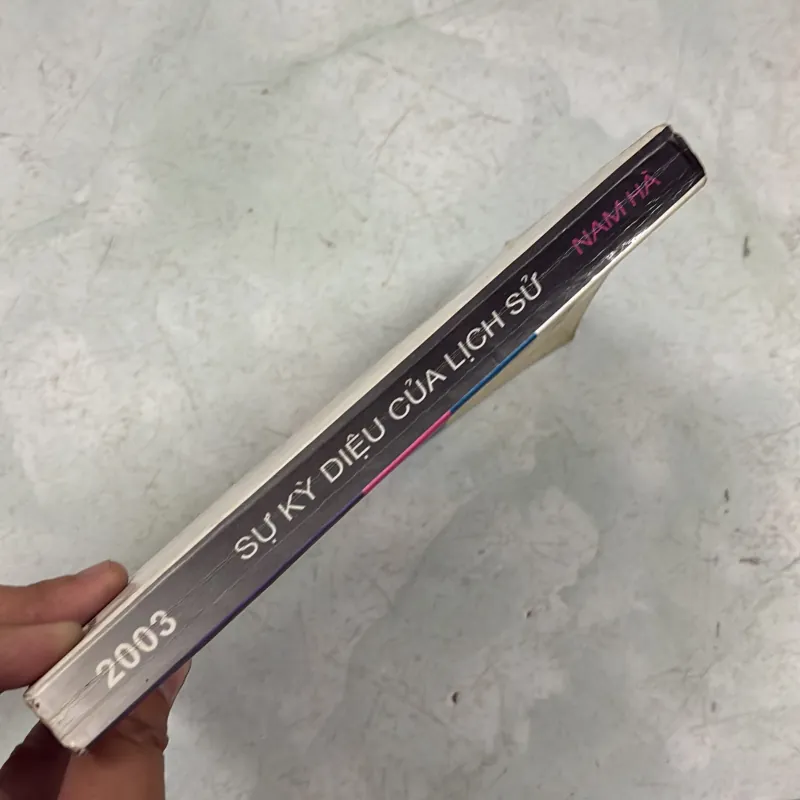 2003
SỰ KỲ DIỆU CỦA LỊCH SỬ
NAM HÀ